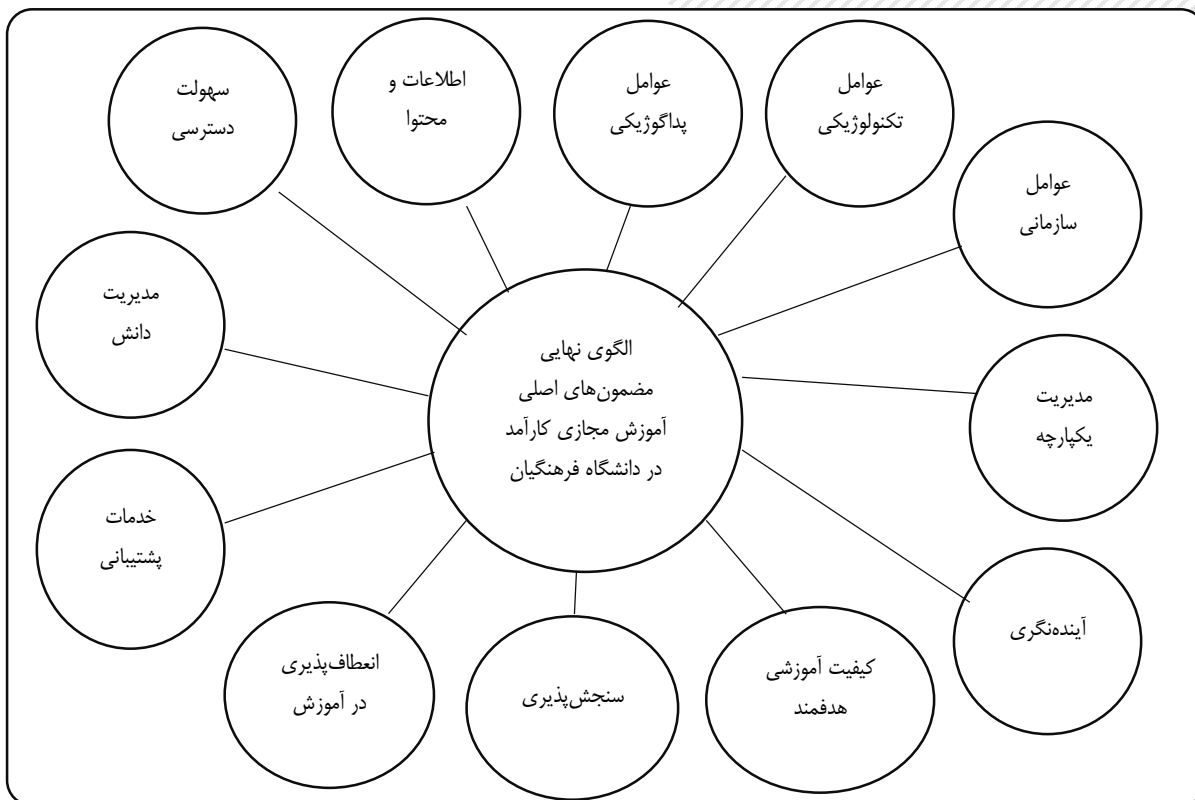 عوامل
تکنولوژیکی
عوامل
پداگوژیکی
اطلاعات و
محتوا
سهولت
دسترسی
عوامل
سازمانی
مدیریت
دانش
مدیریت
یکپارچه
الگوی نهایی
مضمون‌های اصلی
آموزش مجازی کارآمد
در دانشگاه فرهنگیان
خدمات
پشتیبانی
آینده‌نگری
کیفیت آموزشی
هدفمند
سنجش‌پذیری
انعطاف‌پذیری
در آموزش